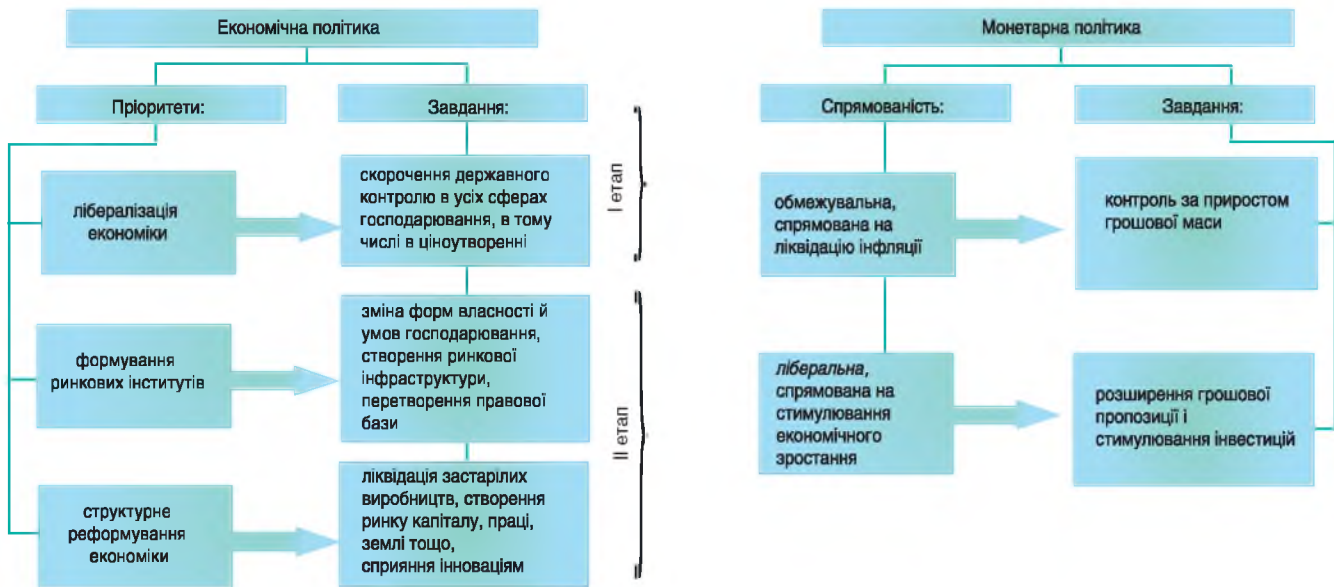 Економічна політика
Пріоритети:
Завдання:
лібералізація
економіки
скорочення державного
контролю в усіх сферах
господарювання, в тому
числі в ціноутворенні
І етап
формування
ринкових інститутів
зміна форм власності й
умов господарювання,
створення ринкової
інфраструктури,
перетворення правової
бази
структурне
реформування
економіки
ліквідація застарілих
виробництв, створення
ринку капіталу, праці,
землі тощо,
сприяння інноваціям
ІІ етап
Монетарна політика
Спрямованість:
Завдання:
обмежувальна,
спрямована на
ліквідацію інфляції
контроль за приростом
грошової маси
ліберальна,
спрямована на
стимулювання
економічного
зростання
розширення грошової
пропозиції і
стимулювання інвестицій